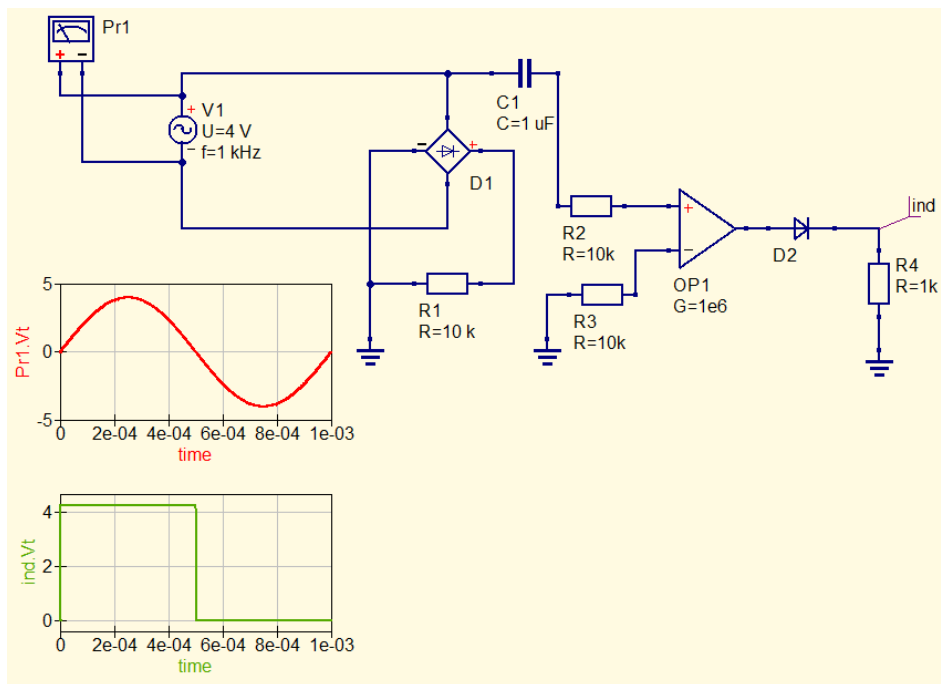 Pr1
+ −
+
V1
U=4 V
f=1 kHz
−
C1
C=1 uF
− +
D1
R2
R=10k
+
−
OP1
G=1e6
D2
ind
R4
R=1k
R1
R=10 k
R3
R=10k
5
0
-5
Pr1.Vt
0 2e-04 4e-04 6e-04 8e-04 1e-03
time
4
2
0
ind.Vt
0 2e-04 4e-04 6e-04 8e-04 1e-03
time